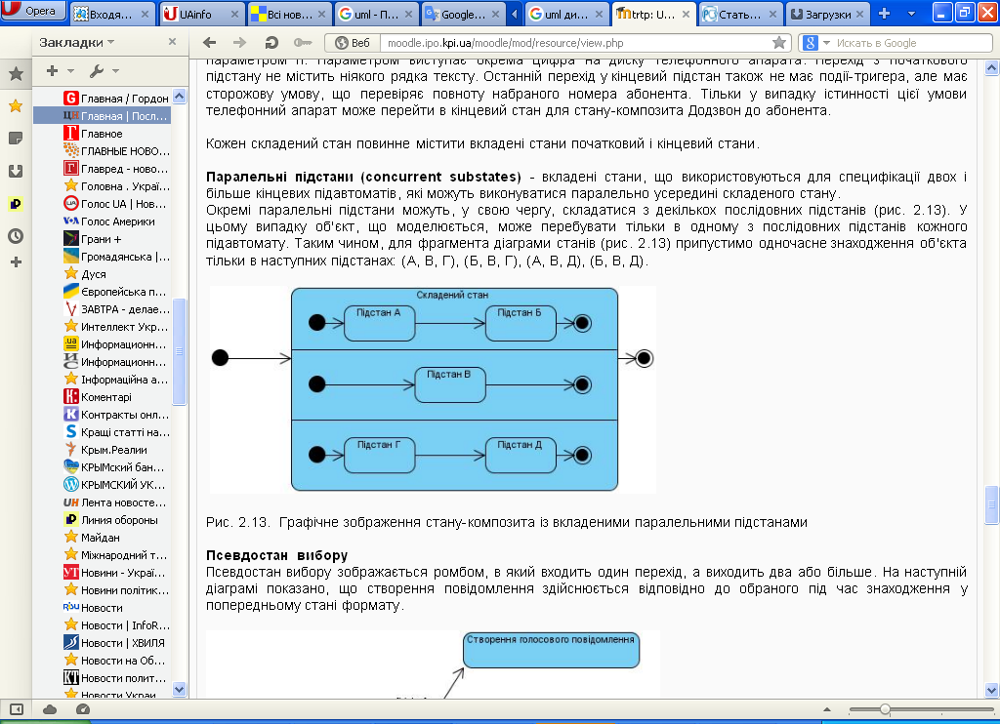 Opera
Входя...
UAinfo
Всі нов...
uml - П...
Google...
uml ди...
trtp: U...
Стать...
Загрузки
Закладки
Веб
moodle.ipo.kpi.ua/moodle/mod/resource/view.php
Искать в Google
Главная / Гордон
Главная | Посл...
Главное
ГЛАВНЫЕ НОВО...
Главред - ново...
Головна . Украї...
Голос UA | Нов...
Голос Америки
Грани +
Громадянська |...
Дуся
Європейська п...
ЗАВТРА - делае...
Интеллект Укр...
Информационн...
Информационн...
Інформаційна а...
Коментарі
Контракты онл...
Кращі статті на...
Крым.Реалии
КРЫМский бан...
КРЫМСКИЙ УК...
Лента новосте...
Линия обороны
Майдан
Міжнародний т...
Новини - Украї...
Новини політик...
Новости
Новости | InfoR...
Новости | ХВИЛЯ
Новости на Об...
Новости полит...
Новости Украи
параметром n. Параметром виступає окрема цифра на диску телефонного апарата. Перехід з початкового
підстану не містить ніякого рядка тексту. Останній перехід у кінцевий підстан також не має події-тригера, але має
сторожову умову, що перевіряє повноту набраного номера абонента. Тільки у випадку істинності цієї умови
телефонний апарат може перейти в кінцевий стан для стану-композита Додзвон до абонента.
Кожен складений стан повинне містити вкладені стани початковий і кінцевий стани.
Паралельні підстани (concurrent substates) - вкладені стани, що використовуються для специфікації двох і
більше кінцевих підавтоматів, які можуть виконуватися паралельно усередині складеного стану.
Окремі паралельні підстани можуть, у свою чергу, складатися з декількох послідовних підстанів (рис. 2.13). У
цьому випадку об'єкт, що моделюється, може перебувати тільки в одному з послідовних підстанів кожного
підавтомату. Таким чином, для фрагмента діаграми станів (рис. 2.13) припустимо одночасне знаходження об'єкта
тільки в наступних підстанах: (А, В, Г), (Б, В, Г), (А, В, Д), (Б, В, Д).
Складений стан
Підстан А
Підстан Б
Підстан В
Підстан Г
Підстан Д
Рис. 2.13. Графічне зображення стану-композита із вкладеними паралельними підстанами
Псевдостан вибору
Псевдостан вибору зображається ромбом, в який входить один перехід, а виходить два або більше. На наступній
діаграмі показано, що створення повідомлення здійснюється відповідно до обраного під час знаходження у
попередньому стані формату.
Створення голосового повідомлення